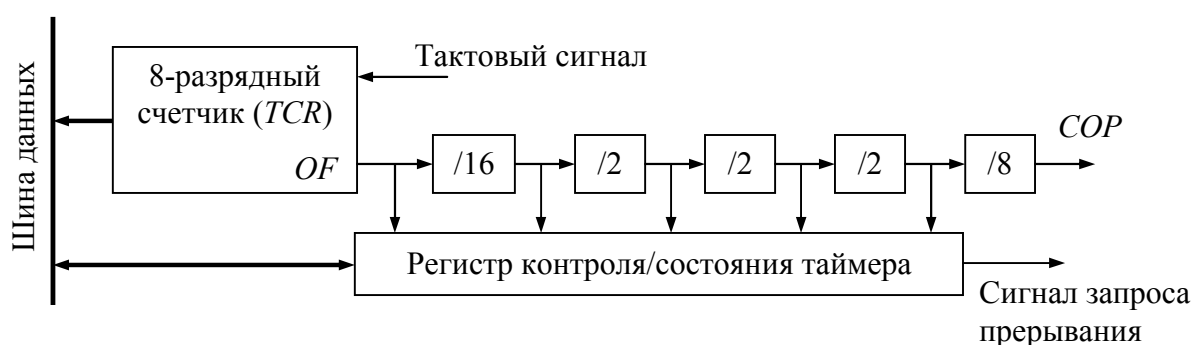 Шина данных
8-разрядный
счетчик (TCR)
OF
Тактовый сигнал
/16
/2
/2
/2
/8
COP
Регистр контроля/состояния таймера
Сигнал запроса
прерывания